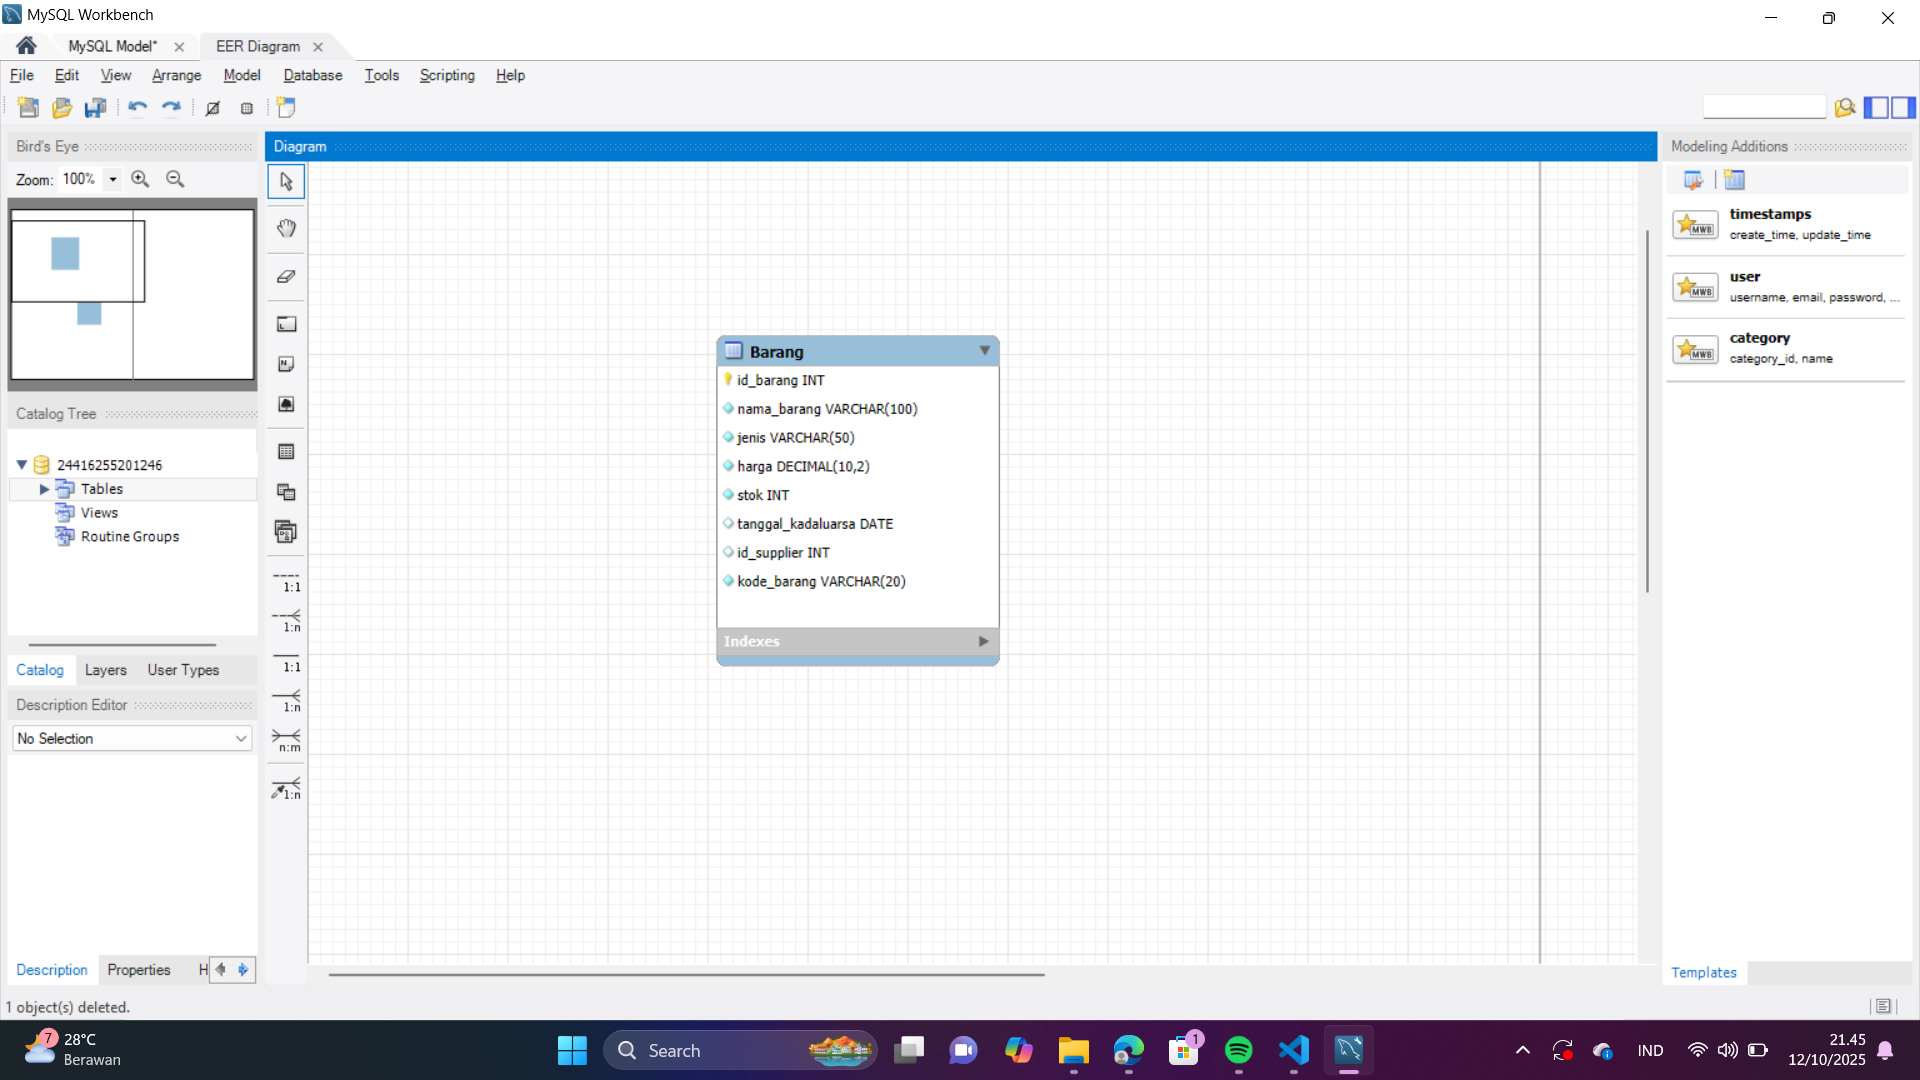 MySQL Workbench
MySQL Model*
EER Diagram
File Edit View Arrange Model Database Tools Scripting Help
Bird's Eye
Zoom: 100%
Catalog Tree
24416255201246
Tables
Views
Routine Groups
Catalog Layers User Types
Description Editor
No Selection
Description Properties H
1 object(s) deleted.
Diagram
1:1
1:n
1:1
1:n
n:m
1:n
Barang
id_barang INT
nama_barang VARCHAR(100)
jenis VARCHAR(50)
harga DECIMAL(10,2)
stok INT
tanggal_kadaluarsa DATE
id_supplier INT
kode_barang VARCHAR(20)
Indexes
Modeling Additions
MWB
timestamps
create_time, update_time
MWB
user
username, email, password, ...
MWB
category
category_id, name
Templates
7
28°C
Berawan
Search
1
IND
21.45
12/10/2025